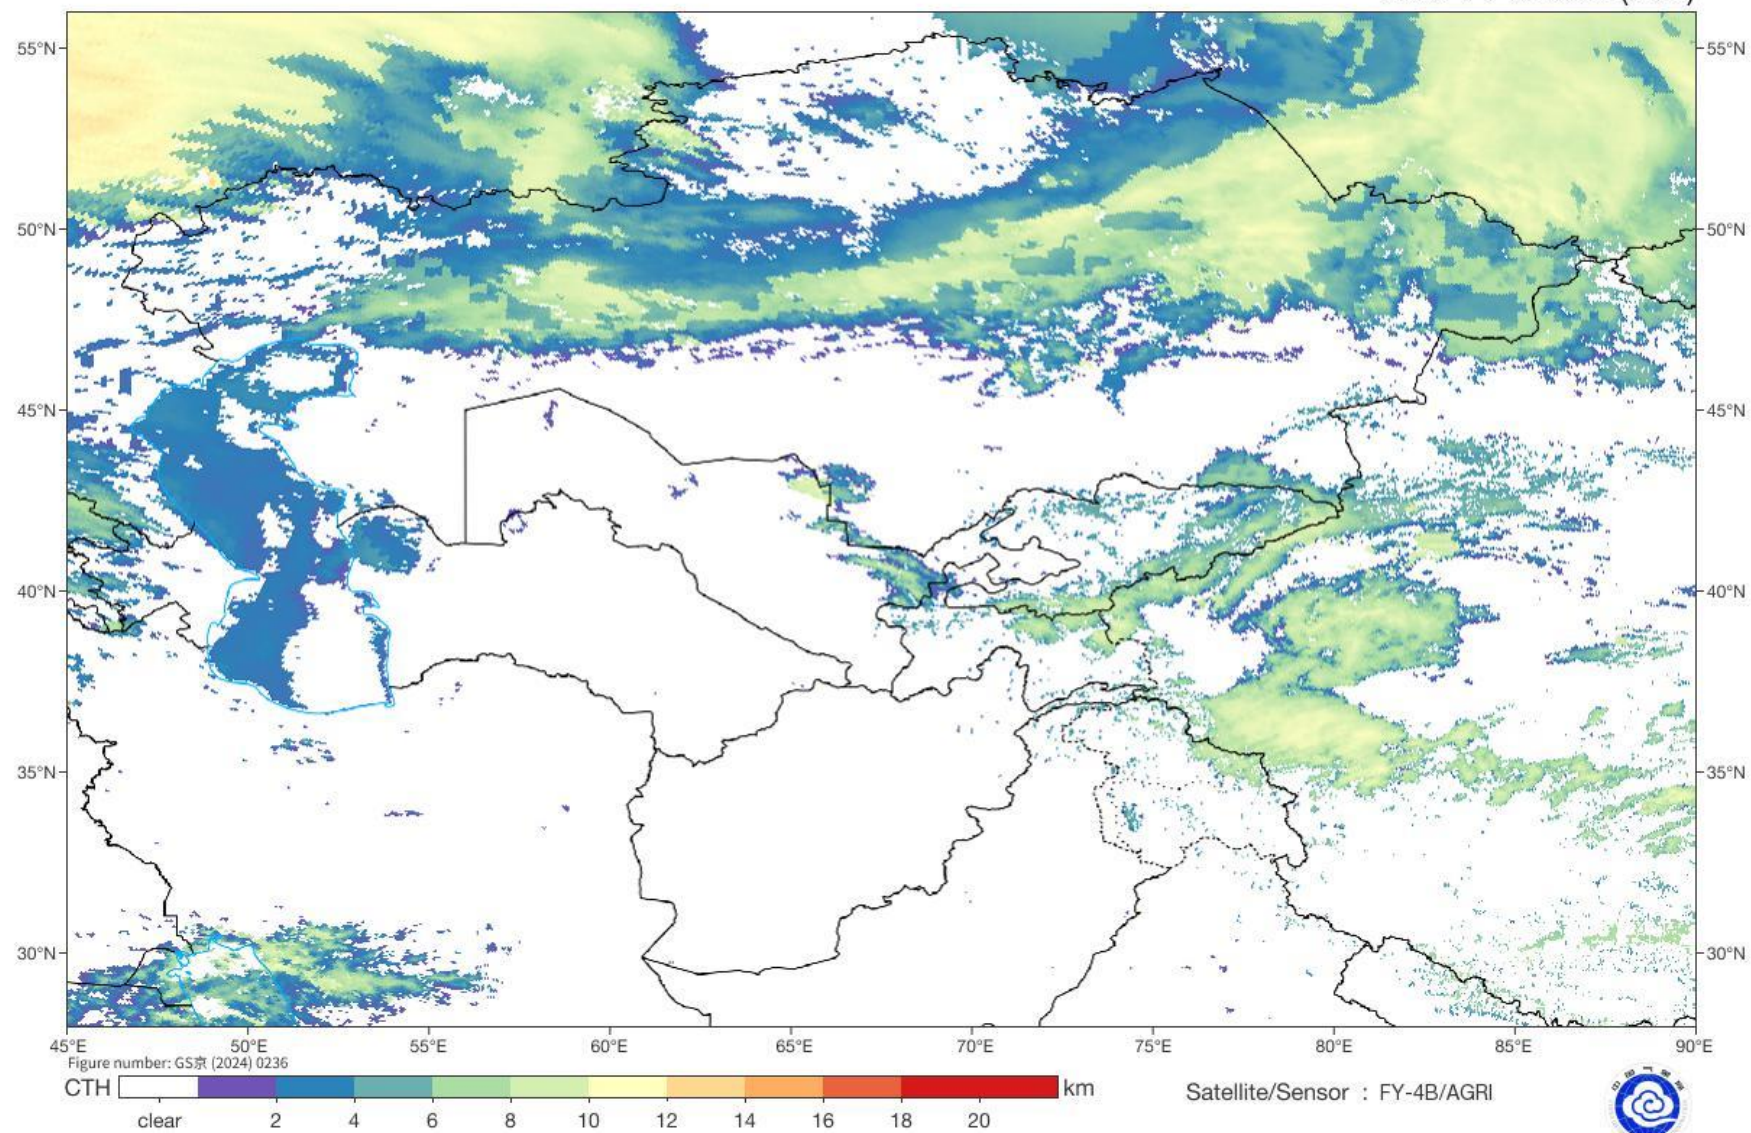 55°N
55°N
50°N
50°N
45°N
45°N
40°N
40°N
35°N
35°N
30°N
30°N
45°E 50°E 55°E 60°E 65°E 70°E 75°E 80°E 85°E 90°E
Figure number: GS京 (2024) 0236
CTH
km
clear 2 4 6 8 10 12 14 16 18 20
Satellite/Sensor : FY-4B/AGRI